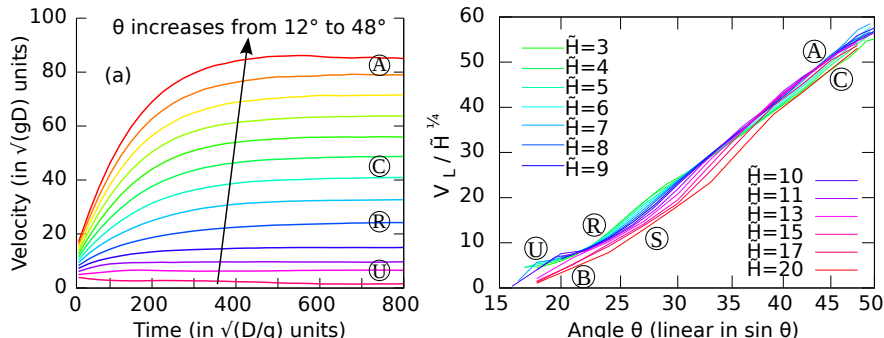 θ increases from 12° to 48°
(a)
Velocity (in √(gD) units)
100
80
60
40
20
0
A
C
R
U
0
200
400
600
800
Time (in √(D/g) units)
V L / H̃ ¼
60
50
40
30
20
10
0
H̃=3
H̃=4
H̃=5
H̃=6
H̃=7
H̃=8
H̃=9
A
C
R
U
S
B
H̃=10
H̃=11
H̃=13
H̃=15
H̃=17
H̃=20
15
20
25
30
35
40
45
50
Angle θ (linear in sin θ)